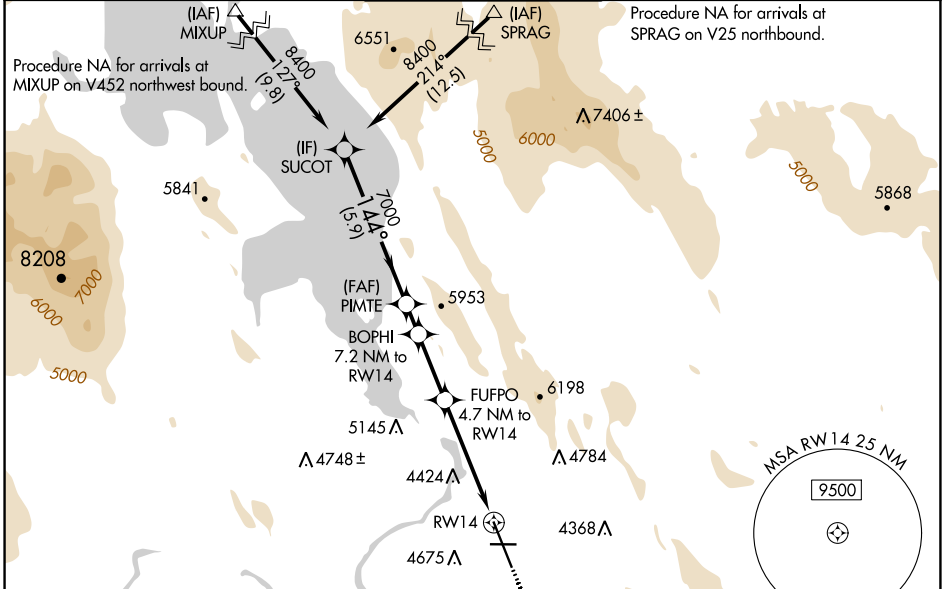 (IAF)
MIXUP
(IAF)
SPRAG
Procedure NA for arrivals at
SPRAG on V25 northbound.
Procedure NA for arrivals at
MIXUP on V452 northwest bound.
8400
127°
(9.8)
6551
8400
214°
(12.5)
7406±
5000
6000
5000
5868
(IF)
SUCOT
5841
7000
144°
(5.9)
8208
7000
6000
5000
(FAF)
PIMTE
5953
BOPHI
7.2 NM to
RW14
6198
FUFPO
4.7 NM to
RW14
5145
4748±
4424
4784
RW14
4368
4675
MSA RW14 25 NM
9500